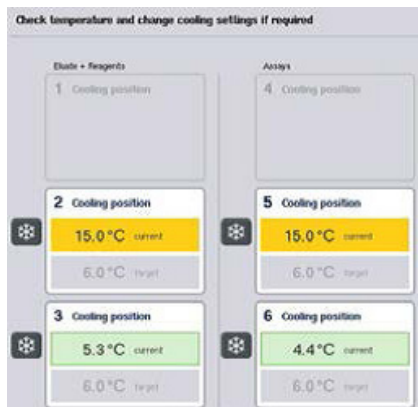 Check temperature and change cooling settings if required
Eluate + Reagents
Assays
1 Cooling position
4 Cooling position
2 Cooling position
5 Cooling position
15.0 °C current
15.0 °C current
6.0 °C target
6.0 °C target
3 Cooling position
6 Cooling position
5.3 °C current
4.4 °C current
6.0 °C target
6.0 °C target